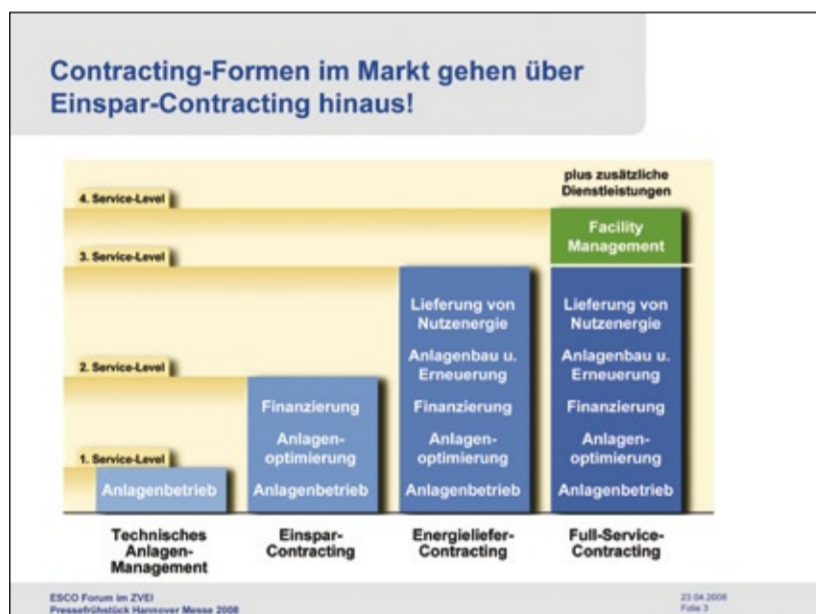 Contracting-Formen im Markt gehen über
Einspar-Contracting hinaus!
plus zusätzliche
Dienstleistungen
4. Service-Level
Facility
Management
3. Service-Level
Lieferung von
Nutzenergie
Anlagenbau u.
Erneuerung
Finanzierung
Anlagen-
optimierung
Anlagenbetrieb
Lieferung von
Nutzenergie
Anlagenbau u.
Erneuerung
Finanzierung
Anlagen-
optimierung
Anlagenbetrieb
2. Service-Level
Finanzierung
Anlagen-
optimierung
Anlagenbetrieb
1. Service-Level
Anlagenbetrieb
Technisches
Anlagen-
Management
Einspar-
Contracting
Energieliefer-
Contracting
Full-Service-
Contracting
ESCO Forum im ZVEI
Pressefrühstück Hannover Messe 2008
23.04.2008
Folie 3